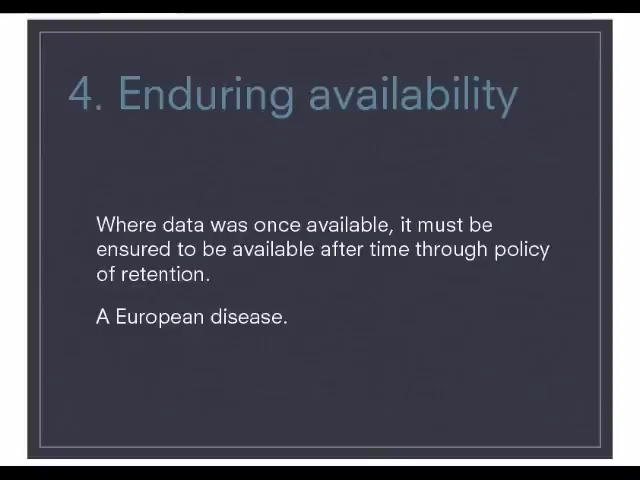 4. Enduring availability
Where data was once available, it must be
ensured to be available after time through policy
of retention.
A European disease.